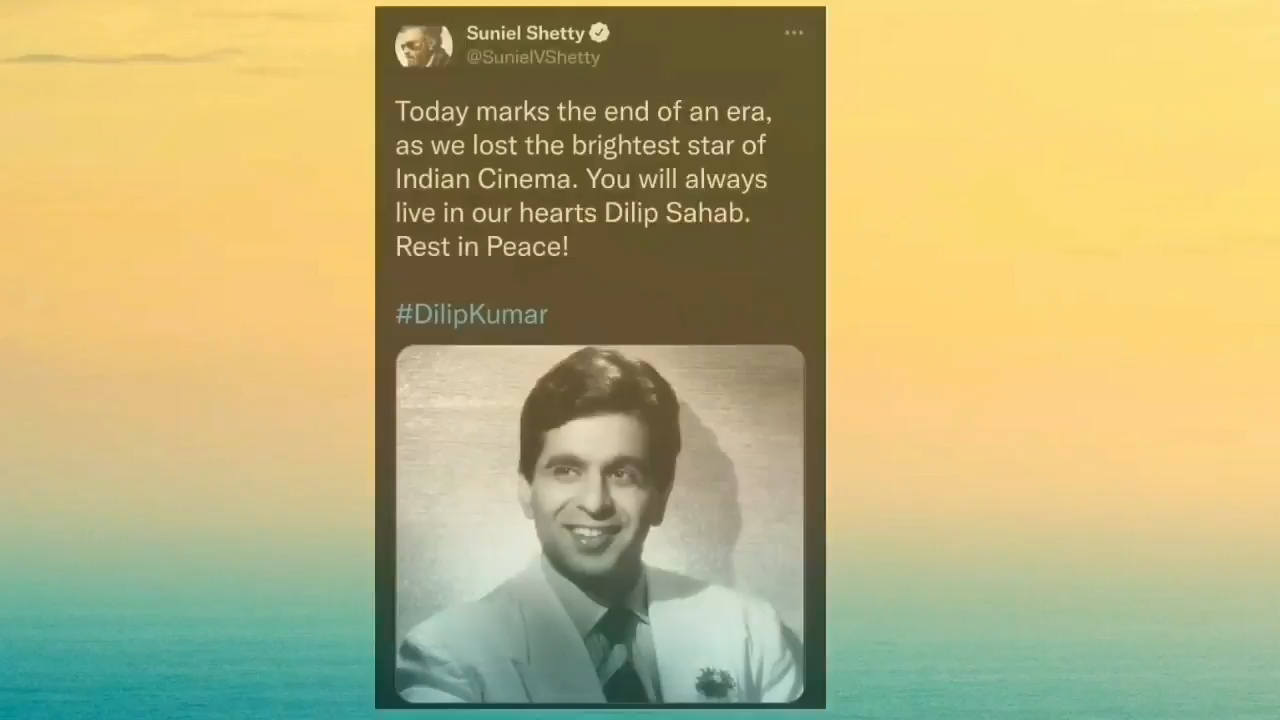 Suniel Shetty
@SunielVShetty
Today marks the end of an era,
as we lost the brightest star of
Indian Cinema. You will always
live in our hearts Dilip Sahab.
Rest in Peace!
#DilipKumar